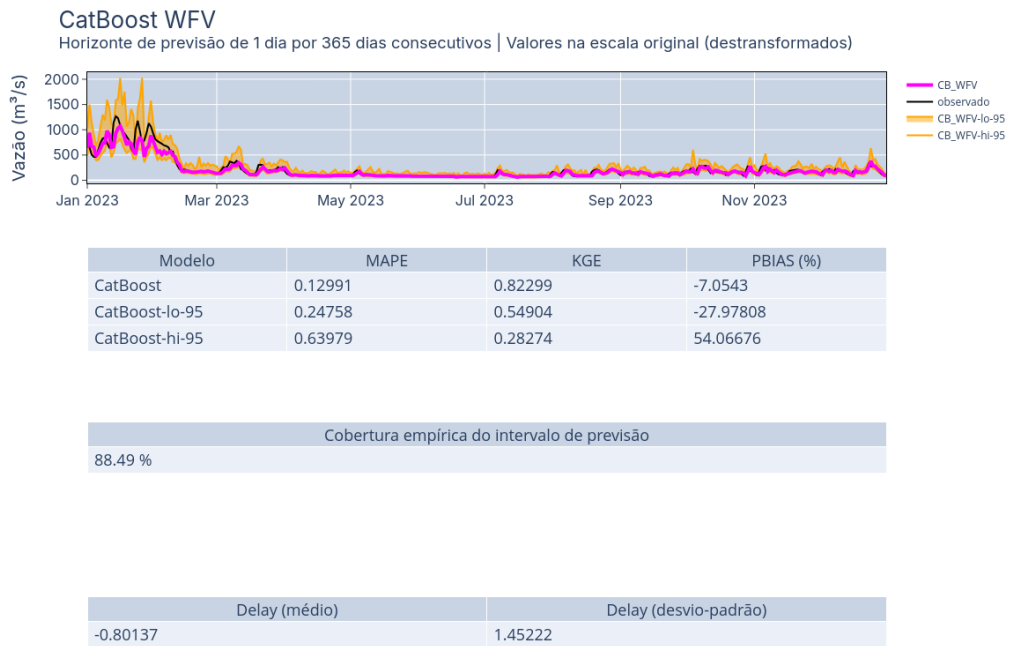 CatBoost WFV
Horizonte de previsão de 1 dia por 365 dias consecutivos | Valores na escala original (destransformados)
Vazão (m³/s)
2000
1500
1000
500
0
Jan 2023 Mar 2023 May 2023 Jul 2023 Sep 2023 Nov 2023
CB_WFV
observado
CB_WFV-lo-95
CB_WFV-hi-95
Modelo MAPE KGE PBIAS (%)
CatBoost 0.12991 0.82299 -7.0543
CatBoost-lo-95 0.24758 0.54904 -27.97808
CatBoost-hi-95 0.63979 0.28274 54.06676
Cobertura empírica do intervalo de previsão
88.49 %
Delay (médio) Delay (desvio-padrão)
-0.80137 1.45222